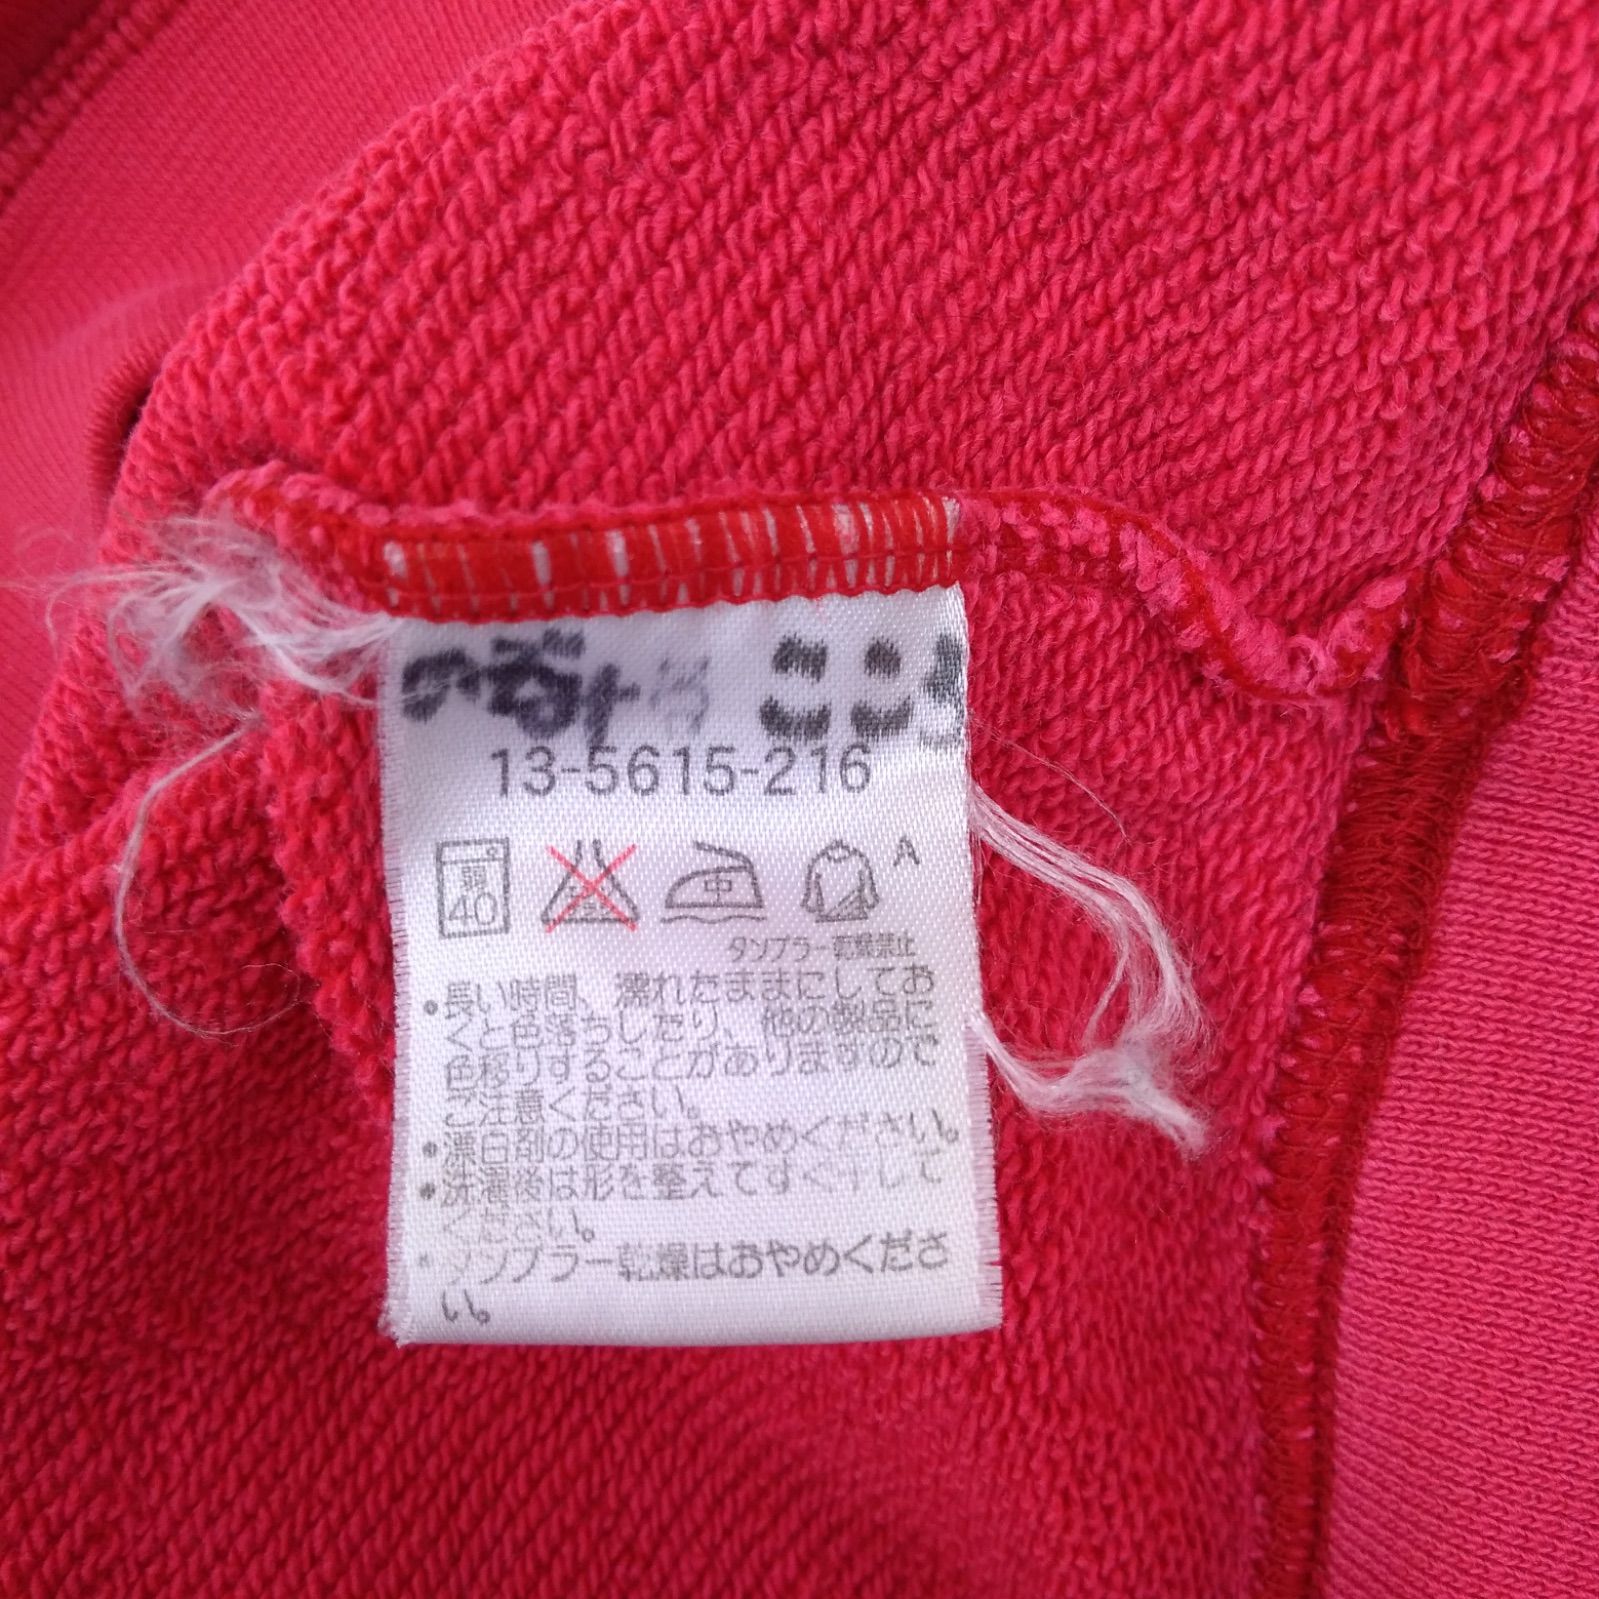 13-5615-216
40
中
A
タンブラー乾燥禁止
・長い時間、濡れたままにしてお
くと色落ちしたり、他の製品に
色移りすることがありますので
ご注意ください。
・漂白剤の使用はおやめください。
・洗濯後は形を整えてすぐ干して
ください。
・タンブラー乾燥はおやめくださ
い。